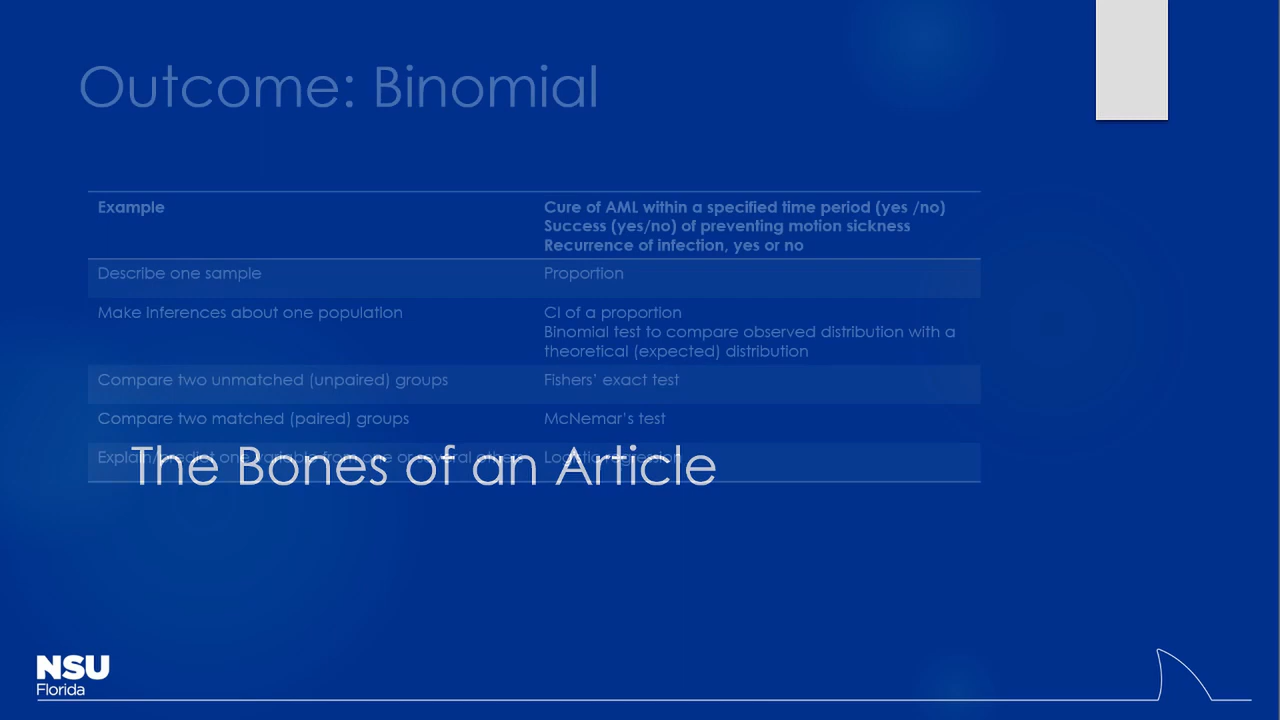 Outcome: Binomial
Example
Cure of AML within a specified time period (yes /no)
Success (yes/no) of preventing motion sickness
Recurrence of infection, yes or no
Describe one sample
Proportion
Make Inferences about one population
CI of a proportion
Binomial test to compare observed distribution with a
theoretical (expected) distribution
Compare two unmatched (unpaired) groups
Fishers’ exact test
Compare two matched (paired) groups
McNemar’s test
The Bones of an Article
NSU
Florida